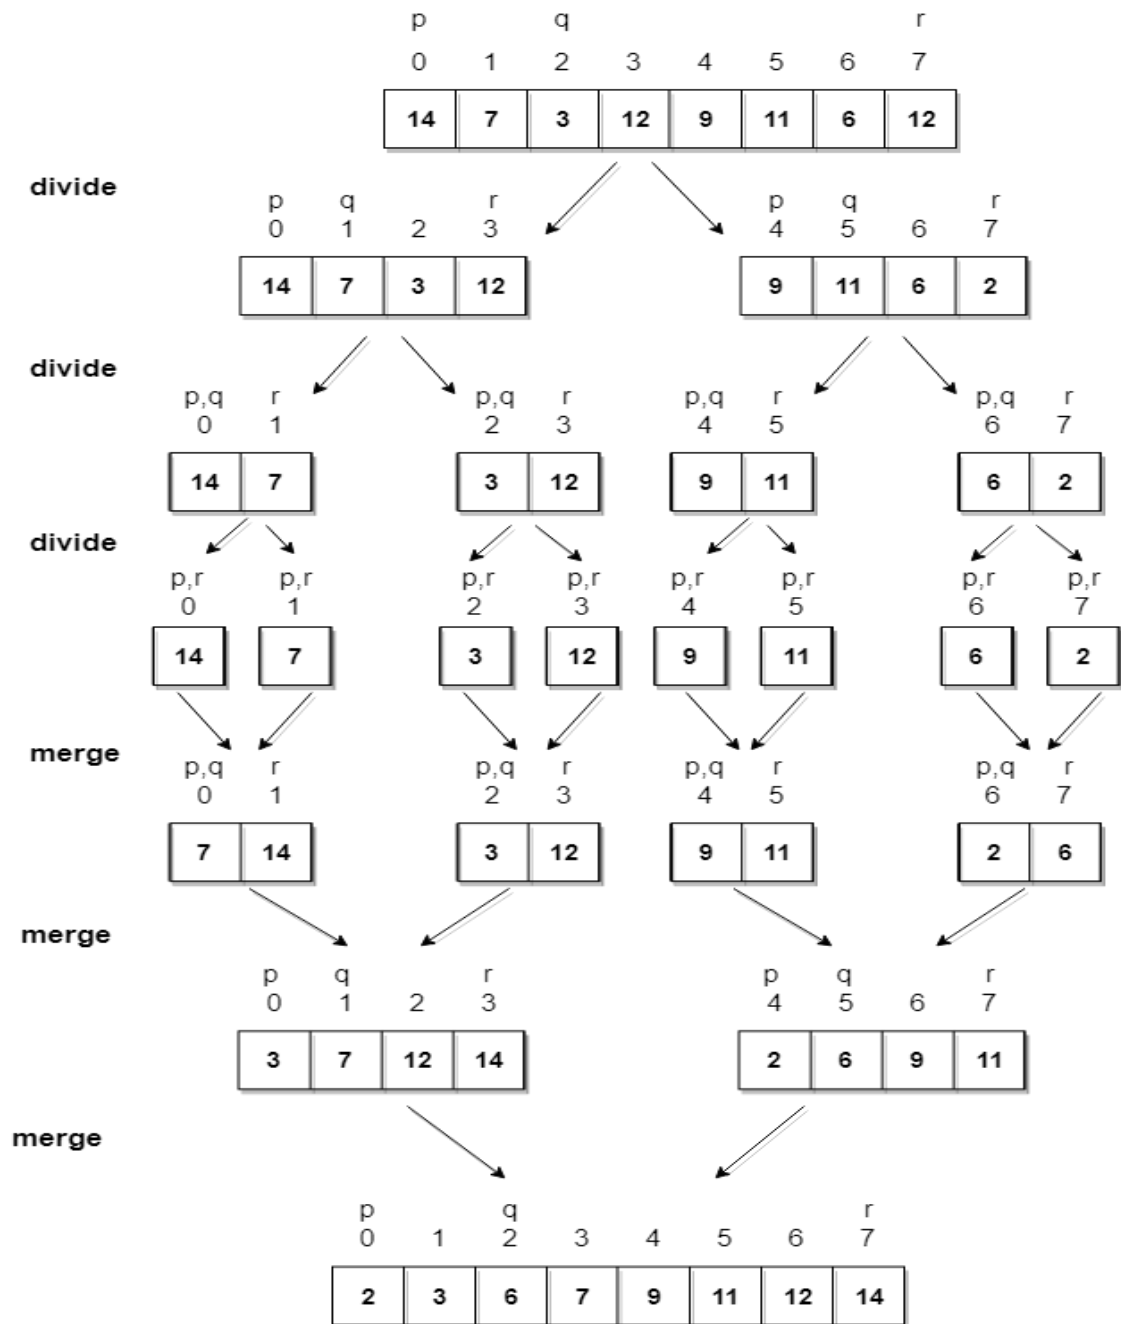 p q r
0 1 2 3 4 5 6 7
14 7 3 12 9 11 6 12
divide
p q r p q r
0 1 2 3 4 5 6 7
14 7 3 12 9 11 6 2
divide
p,q r p,q r p,q r p,q r
0 1 2 3 4 5 6 7
14 7 3 12 9 11 6 2
divide
p,r p,r p,r p,r p,r p,r p,r p,r
0 1 2 3 4 5 6 7
14 7 3 12 9 11 6 2
merge
p,q r p,q r p,q r p,q r
0 1 2 3 4 5 6 7
7 14 3 12 9 11 2 6
merge
p q r p q r
0 1 2 3 4 5 6 7
3 7 12 14 2 6 9 11
merge
p q r
0 1 2 3 4 5 6 7
2 3 6 7 9 11 12 14